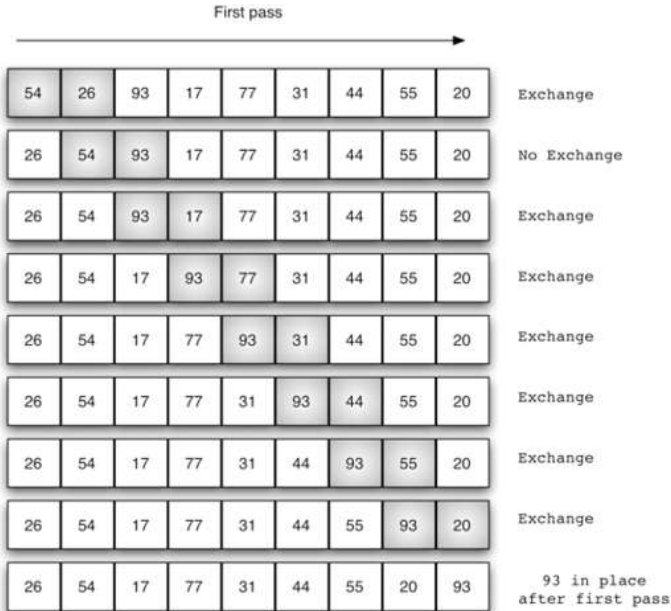 First pass
54 26 93 17 77 31 44 55 20 Exchange
26 54 93 17 77 31 44 55 20 No Exchange
26 54 93 17 77 31 44 55 20 Exchange
26 54 17 93 77 31 44 55 20 Exchange
26 54 17 77 93 31 44 55 20 Exchange
26 54 17 77 31 93 44 55 20 Exchange
26 54 17 77 31 44 93 55 20 Exchange
26 54 17 77 31 44 55 93 20 Exchange
26 54 17 77 31 44 55 20 93 93 in place
after first pass